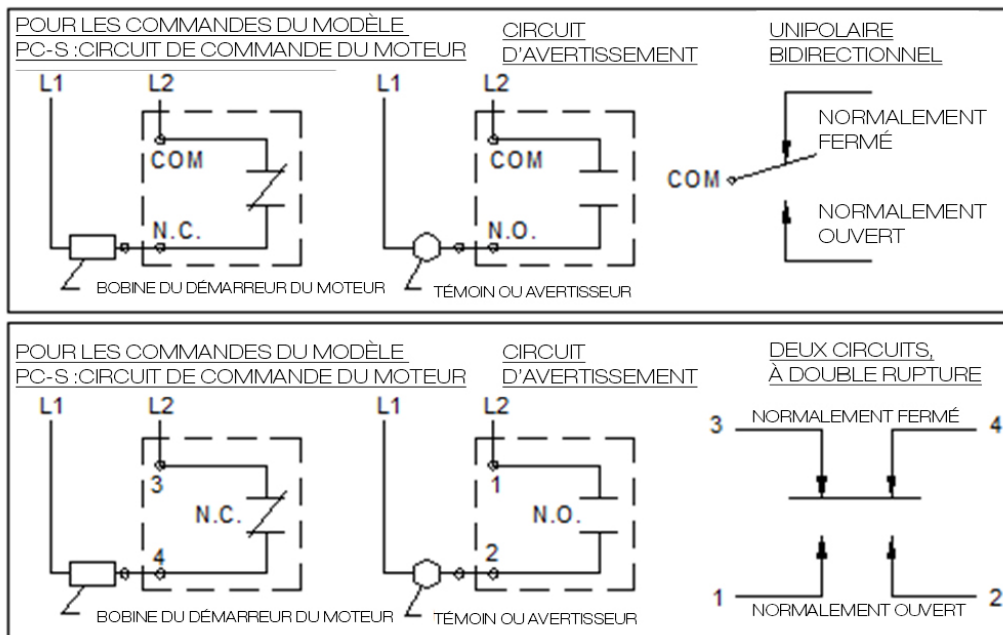 POUR LES COMMANDES DU MODÈLE
PC-S :CIRCUIT DE COMMANDE DU MOTEUR
L1
L2
COM
N.C.
BOBINE DU DÉMARREUR DU MOTEUR
CIRCUIT
D'AVERTISSEMENT
L1
L2
COM
N.O.
TÉMOIN OU AVERTISSEUR
UNIPOLAIRE
BIDIRECTIONNEL
NORMALEMENT
FERMÉ
COM
NORMALEMENT
OUVERT
POUR LES COMMANDES DU MODÈLE
PC-S :CIRCUIT DE COMMANDE DU MOTEUR
L1
L2
3
N.C.
4
BOBINE DU DÉMARREUR DU MOTEUR
CIRCUIT
D'AVERTISSEMENT
L1
L2
1
N.O.
2
TÉMOIN OU AVERTISSEUR
DEUX CIRCUITS,
À DOUBLE RUPTURE
3 NORMALEMENT FERMÉ 4
1 NORMALEMENT OUVERT 2